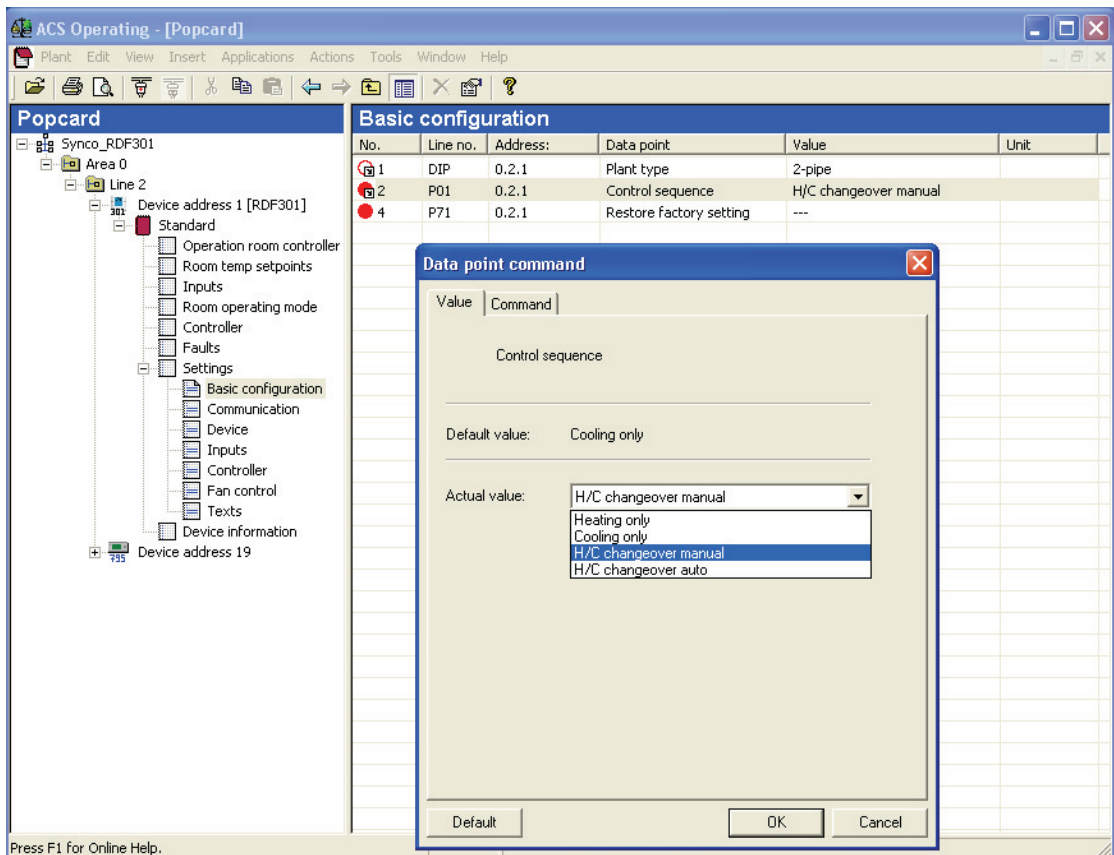 ACS Operating - [Popcard]
Plant Edit View Insert Applications Actions Tools Window Help
Popcard
Synco_RDF301
Area 0
Line 2
301
Device address 1 [RDF301]
Standard
Operation room controller
Room temp setpoints
Inputs
Room operating mode
Controller
Faults
Settings
Basic configuration
Communication
Device
Inputs
Controller
Fan control
Texts
Device information
795
Device address 19
Basic configuration
No. Line no. Address: Data point Value Unit
1 DIP 0.2.1 Plant type 2-pipe
2 P01 0.2.1 Control sequence H/C changeover manual
4 P71 0.2.1 Restore factory setting ---
Data point command
Value Command
Control sequence
Default value: Cooling only
Actual value: H/C changeover manual
Heating only
Cooling only
H/C changeover manual
H/C changeover auto
Default OK Cancel
Press F1 for Online Help.